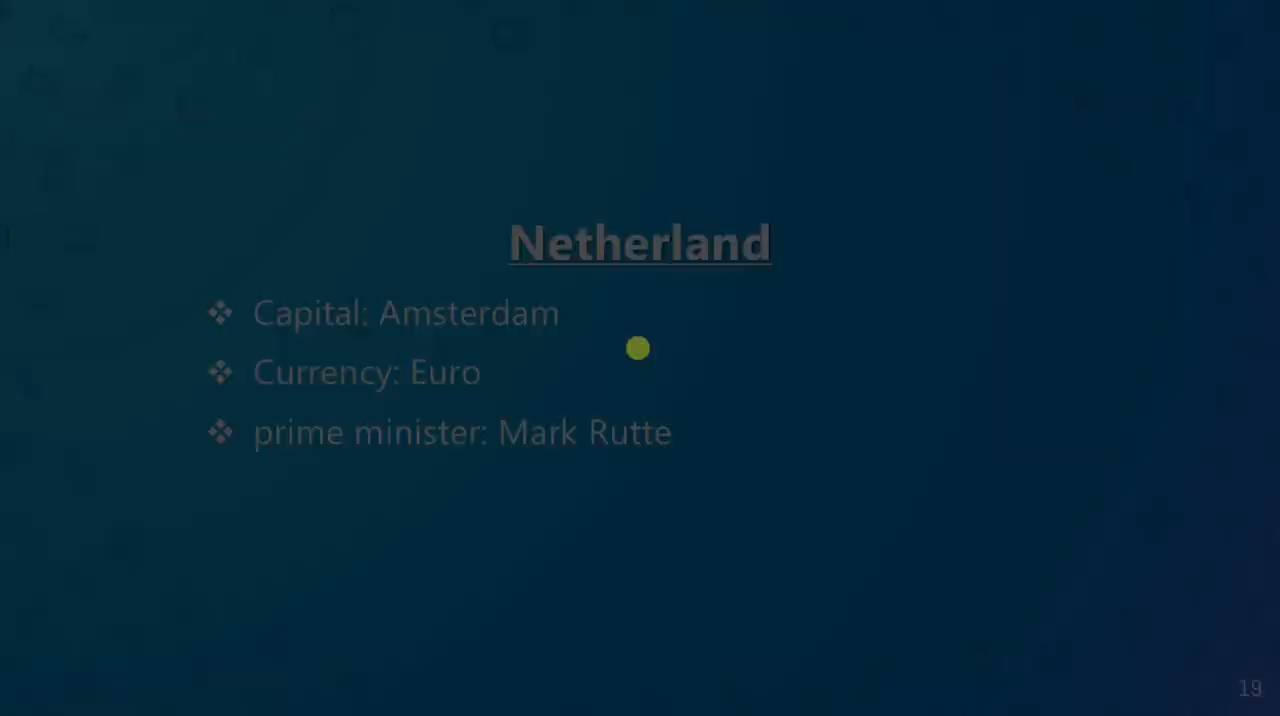 Netherland
❖ Capital: Amsterdam
❖ Currency: Euro
❖ prime minister: Mark Rutte
19